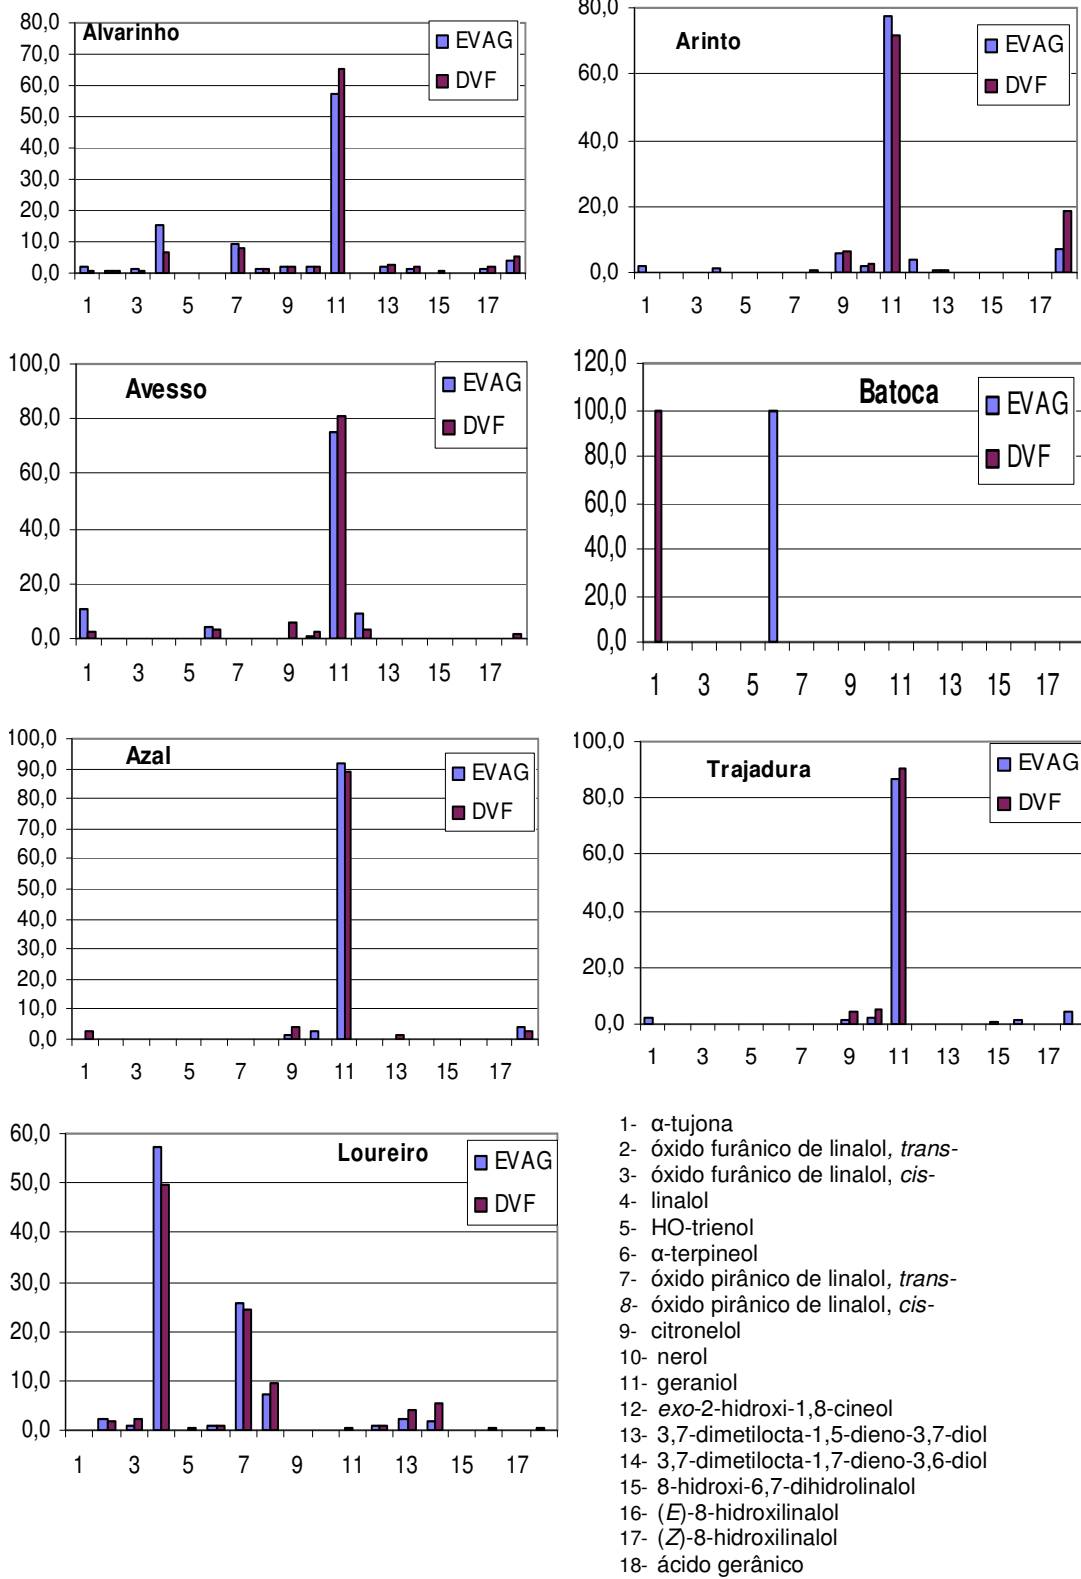 Alvarinho
80,0
70,0
60,0
50,0
40,0
30,0
20,0
10,0
0,0
1 3 5 7 9 11 13 15 17
EVAG
DVF
Arinto
80,0
60,0
40,0
20,0
0,0
1 3 5 7 9 11 13 15 17
EVAG
DVF
Avesso
100,0
80,0
60,0
40,0
20,0
0,0
1 3 5 7 9 11 13 15 17
EVAG
DVF
Batoca
120,0
100,0
80,0
60,0
40,0
20,0
0,0
1 3 5 7 9 11 13 15 17
EVAG
DVF
Azal
100,0
90,0
80,0
70,0
60,0
50,0
40,0
30,0
20,0
10,0
0,0
1 3 5 7 9 11 13 15 17
EVAG
DVF
Trajadura
100,0
80,0
60,0
40,0
20,0
0,0
1 3 5 7 9 11 13 15 17
EVAG
DVF
Loureiro
60,0
50,0
40,0
30,0
20,0
10,0
0,0
1 3 5 7 9 11 13 15 17
EVAG
DVF
1- α-tujona
2- óxido furânico de linalol, trans-
3- óxido furânico de linalol, cis-
4- linalol
5- HO-trienol
6- α-terpineol
7- óxido pirânico de linalol, trans-
8- óxido pirânico de linalol, cis-
9- citronelol
10- nerol
11- geraniol
12- exo-2-hidroxi-1,8-cineol
13- 3,7-dimetilocta-1,5-dieno-3,7-diol
14- 3,7-dimetilocta-1,7-dieno-3,6-diol
15- 8-hidroxi-6,7-dihidrolinalol
16- (E)-8-hidroxilinalol
17- (Z)-8-hidroxilinalol
18- ácido gerânico